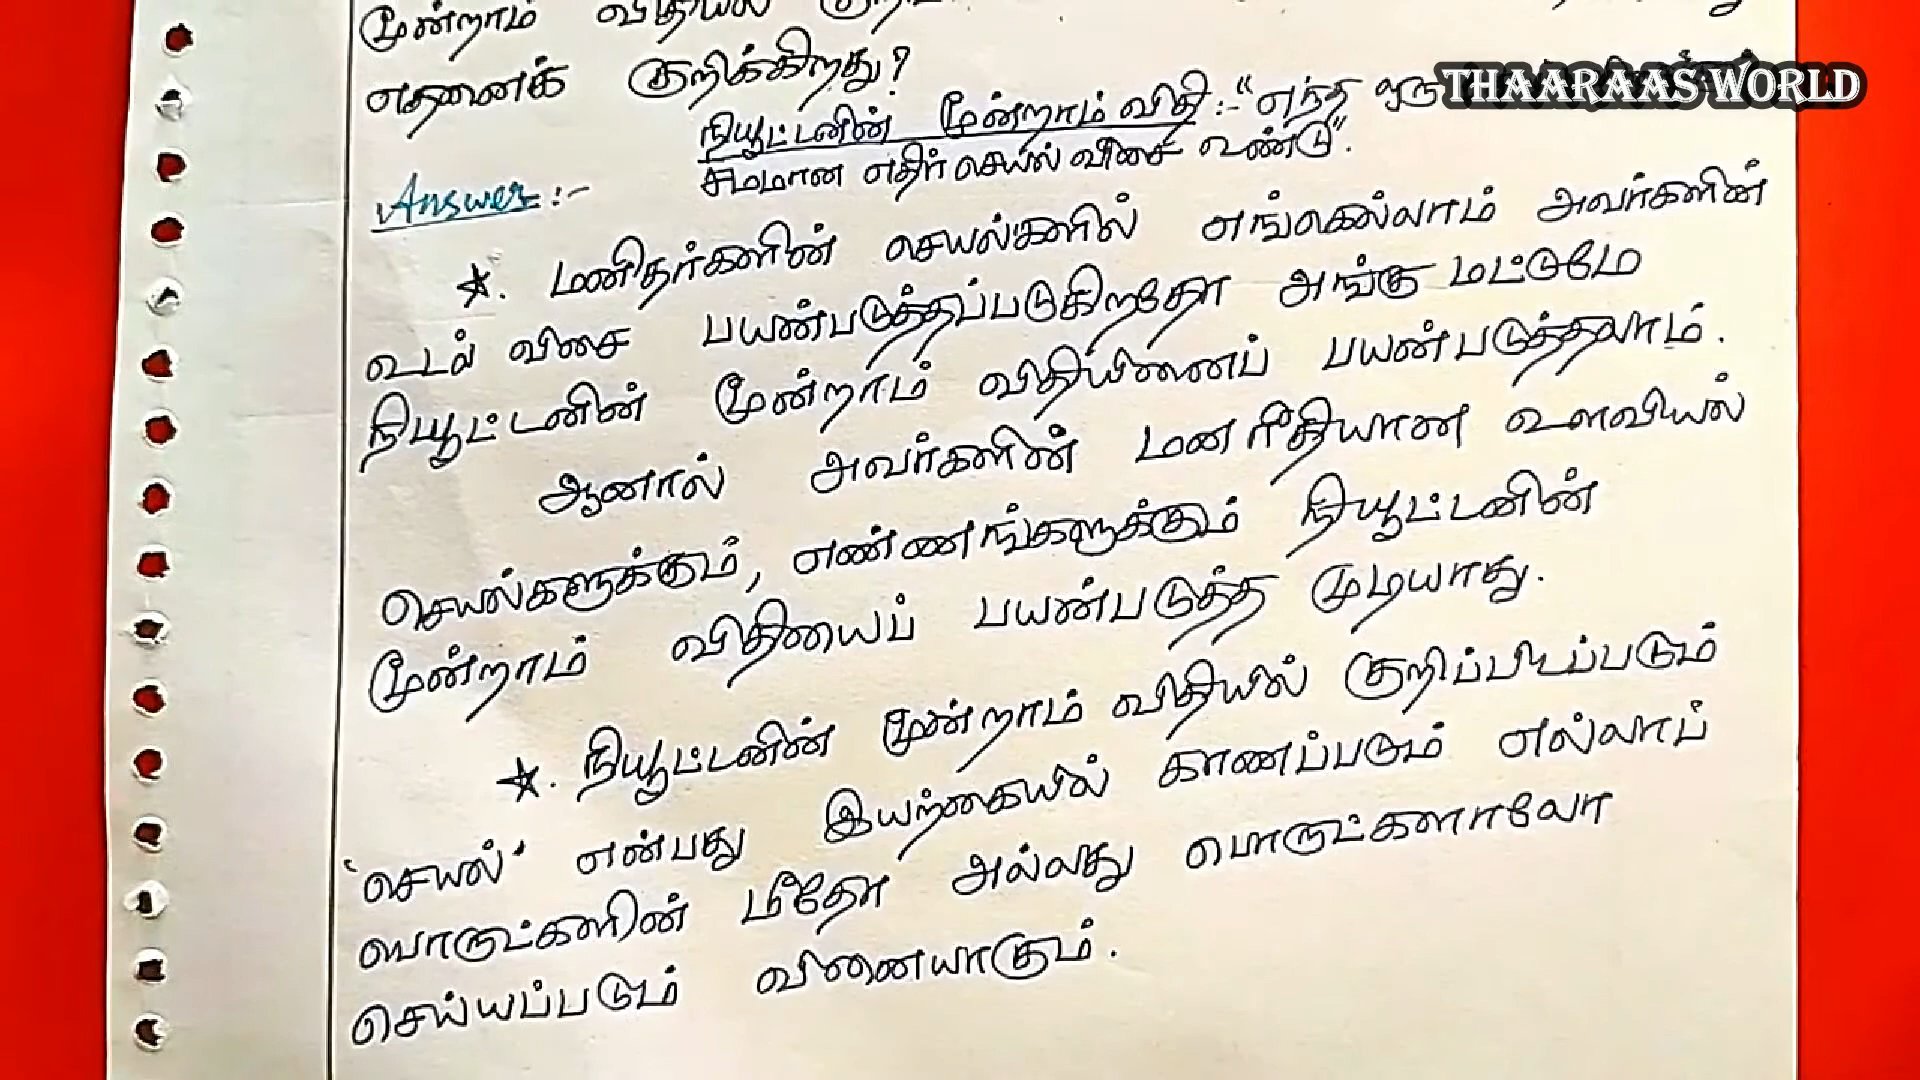 மூன்றாம் விதியில்
எதனைக் குறிக்கிறது?
THAARAAS WORLD
நியூட்டனின் மூன்றாம் விதி:- "எந்த ஒரு
சமமான எதிர் செயல் விசை உண்டு".
Answer:-
★. மனிதர்களின் செயல்களில் எங்கெல்லாம் அவர்களின்
உடல் விசை பயன்படுத்தப்படுகிறதோ அங்கு மட்டுமே
நியூட்டனின் மூன்றாம் விதியினைப் பயன்படுத்தலாம்.
ஆனால் அவர்களின் மனரீதியான உளவியல்
செயல்களுக்கும், எண்ணங்களுக்கும் நியூட்டனின்
மூன்றாம் விதியைப் பயன்படுத்த முடியாது.
★. நியூட்டனின் மூன்றாம் விதியில் குறிப்பிடப்படும்
'செயல்' என்பது இயற்கையில் காணப்படும் எல்லாப்
பொருட்களின் மீதோ அல்லது பொருட்களாலோ
செய்யப்படும் வினையாகும்.